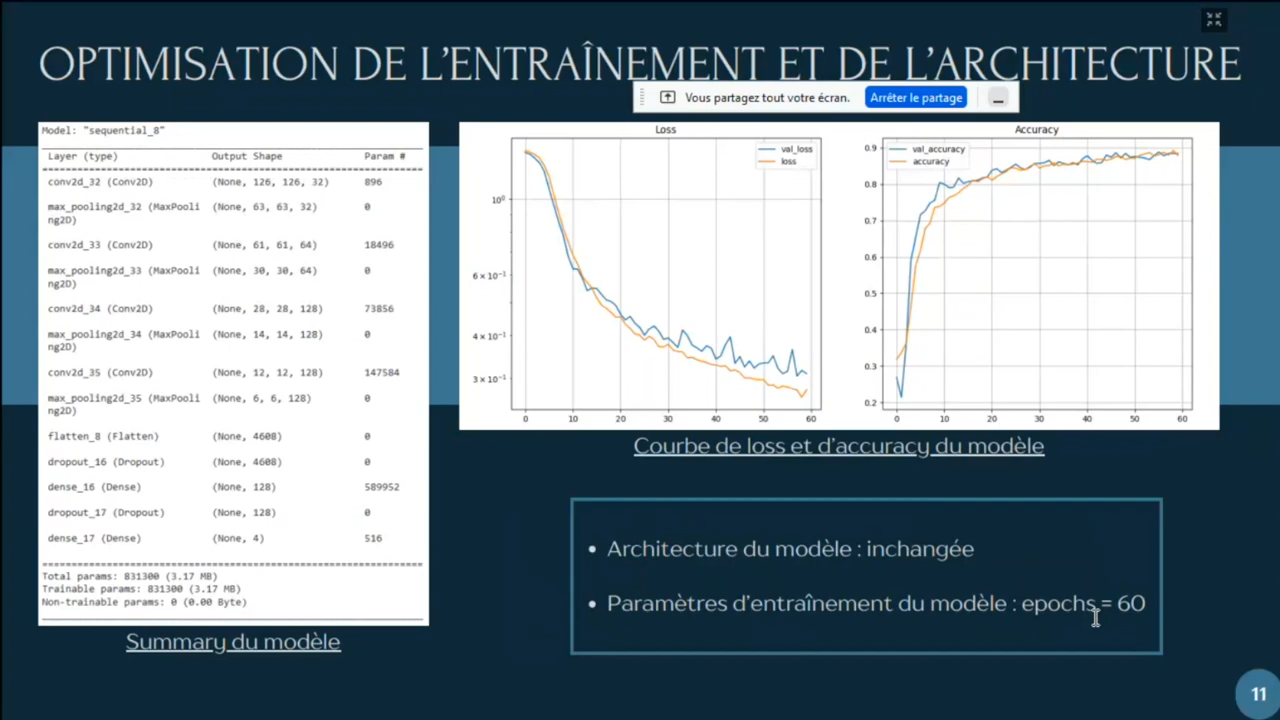 OPTIMISATION DE L'ENTRAÎNEMENT ET DE L'ARCHITECTURE
Vous partagez tout votre écran. Arrêter le partage
Model: "sequential_8"
Layer (type) Output Shape Param #
conv2d_32 (Conv2D) (None, 126, 126, 32) 896
max_pooling2d_32 (MaxPooli (None, 63, 63, 32) 0
ng2D)
conv2d_33 (Conv2D) (None, 61, 61, 64) 18496
max_pooling2d_33 (MaxPooli (None, 30, 30, 64) 0
ng2D)
conv2d_34 (Conv2D) (None, 28, 28, 128) 73856
max_pooling2d_34 (MaxPooli (None, 14, 14, 128) 0
ng2D)
conv2d_35 (Conv2D) (None, 12, 12, 128) 147584
max_pooling2d_35 (MaxPooli (None, 6, 6, 128) 0
ng2D)
flatten_8 (Flatten) (None, 4608) 0
dropout_16 (Dropout) (None, 4608) 0
dense_16 (Dense) (None, 128) 589952
dropout_17 (Dropout) (None, 128) 0
dense_17 (Dense) (None, 4) 516
Total params: 831300 (3.17 MB)
Trainable params: 831300 (3.17 MB)
Non-trainable params: 0 (0.00 Byte)
Summary du modèle
Loss
val_loss
loss
10⁰
6 × 10⁻¹
4 × 10⁻¹
3 × 10⁻¹
0 10 20 30 40 50 60
Accuracy
val_accuracy
accuracy
0.9
0.8
0.7
0.6
0.5
0.4
0.3
0.2
0 10 20 30 40 50 60
Courbe de loss et d'accuracy du modèle
• Architecture du modèle : inchangée
• Paramètres d'entraînement du modèle : epochs = 60
11